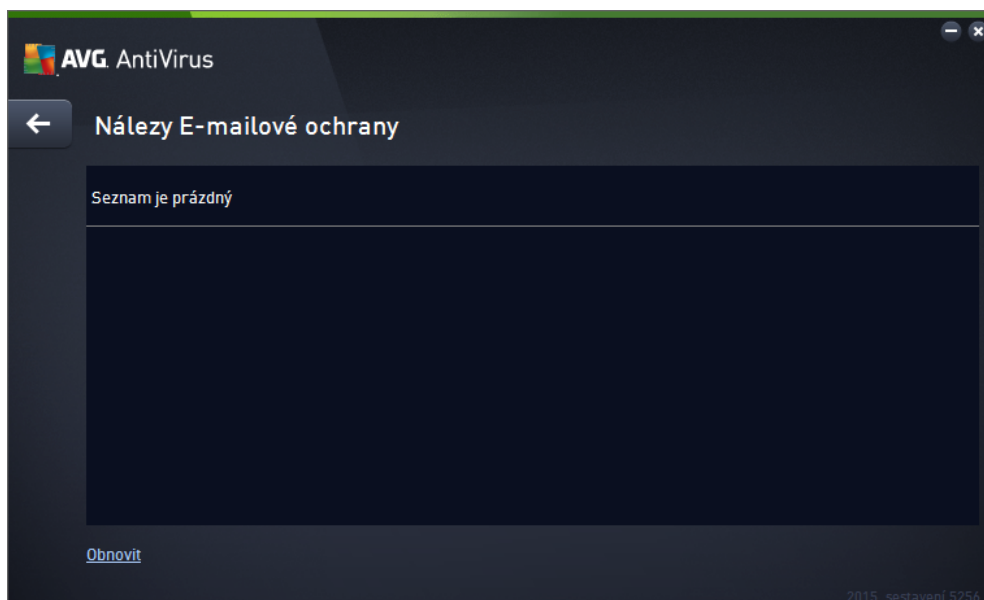 AVG. AntiVirus
Nálezy E-mailové ochrany
Seznam je prázdný
Obnovit
2015, sestavení 5256